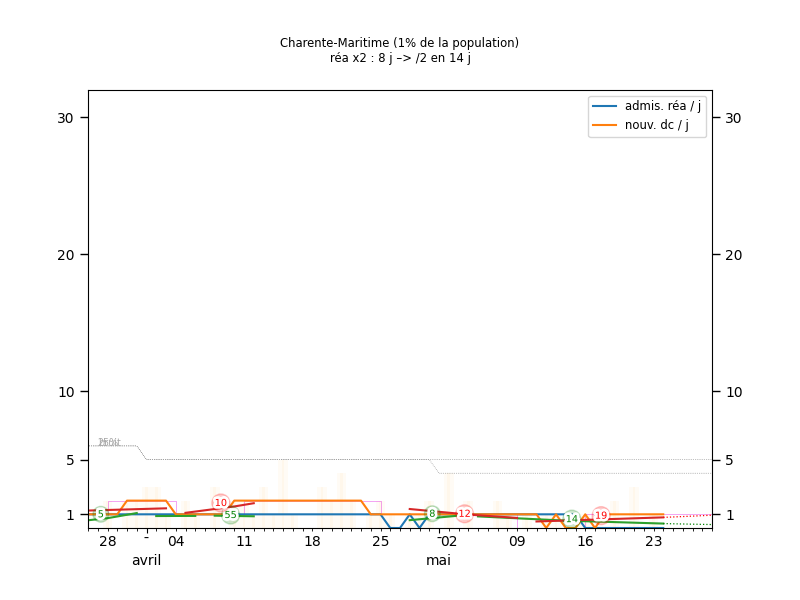 Charente-Maritime (1% de la population)
réa x2 : 8 j –> /2 en 14 j
admis. réa / j
nouv. dc / j
30 30
20 20
10 10
5 5
1 1
5 10 55 8 12 14 19
28 - 04 11 18 25 02 09 16 23
avril mai